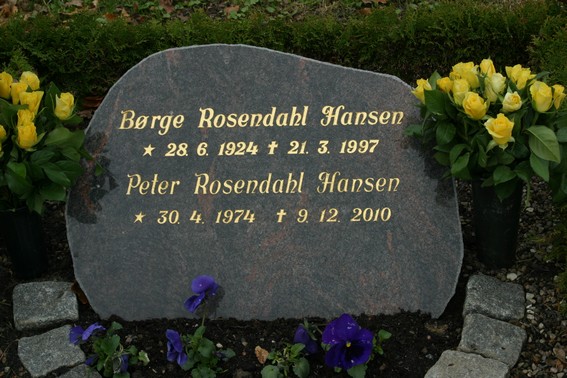 Børge Rosendahl Hansen
★ 28. 6. 1924 ✝ 21. 3. 1997
Peter Rosendahl Hansen
★ 30. 4. 1974 ✝ 9. 12. 2010